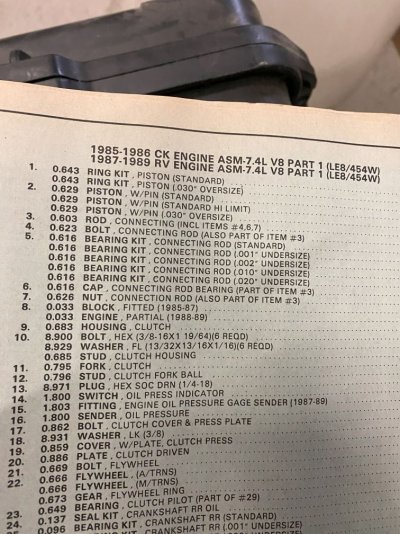 1985-1986 CK ENGINE ASM-7.4L V8 PART 1 (LE8/454W)
1987-1989 RV ENGINE ASM-7.4L V8 PART 1 (LE8/454W)
1. 0.643 RING KIT , PISTON (STANDARD)
0.643 RING KIT , PISTON (.030" OVERSIZE)
2. 0.629 PISTON , W/PIN (STANDARD)
0.629 PISTON , W/PIN (STANDARD HI LIMIT)
0.629 PISTON , W/PIN (.030" OVERSIZE)
3. 0.603 ROD , CONNECTING (INCL ITEMS #4,6,7)
4. 0.623 BOLT , CONNECTING ROD (ALSO PART OF ITEM #3)
5. 0.616 BEARING KIT , CONNECTING ROD (STANDARD)
0.616 BEARING KIT , CONNECTING ROD (.001" UNDERSIZE)
0.616 BEARING KIT , CONNECTING ROD (.002" UNDERSIZE)
0.616 BEARING KIT , CONNECTING ROD (.010" UNDERSIZE)
0.616 BEARING KIT , CONNECTING ROD (.020" UNDERSIZE)
6. 0.616 CAP , CONNECTING ROD BEARING (PART OF ITEM #3)
7. 0.626 NUT , CONNECTING ROD (ALSO PART OF ITEM #3)
8. 0.033 BLOCK , FITTED (1985-87)
0.033 ENGINE , PARTIAL (1988-89)
9. 0.683 HOUSING , CLUTCH
10. 8.900 BOLT , HEX (3/8-16X1 19/64)(6 REQD)
8.929 WASHER , FL (13/32X13/16X1/16)(6 REQD)
0.685 STUD , CLUTCH HOUSING
11. 0.795 FORK , CLUTCH
12. 0.796 STUD , CLUTCH FORK BALL
13. 8.971 PLUG , HEX SOC DRN (1/4-18)
14. 1.800 SWITCH , OIL PRESSURE INDICATOR
15. 1.803 FITTING , ENGINE OIL PRESSURE GAGE SENDER (1987-89)
16. 1.800 SENDER , OIL PRESSURE
17. 0.862 BOLT , CLUTCH COVER & PRESS PLATE
18. 8.931 WASHER , LK (3/8)
19. 0.859 COVER , W/PLATE, CLUTCH PRESS
20. 0.886 PLATE , CLUTCH DRIVEN
21. 0.669 BOLT , FLYWHEEL
22. 0.666 FLYWHEEL , (A/TRNS)
0.666 FLYWHEEL , (M/TRNS)
0.673 GEAR , FLYWHEEL RING
23. 0.649 BEARING , CLUTCH PILOT (PART OF #29)
24. 0.137 SEAL KIT , CRANKSHAFT RR OIL
25. 0.096 BEARING KIT , CRANKSHAFT RR (STANDARD)
BEARING KIT , CRANKSHAFT RR (.001" UNDERSIZE)